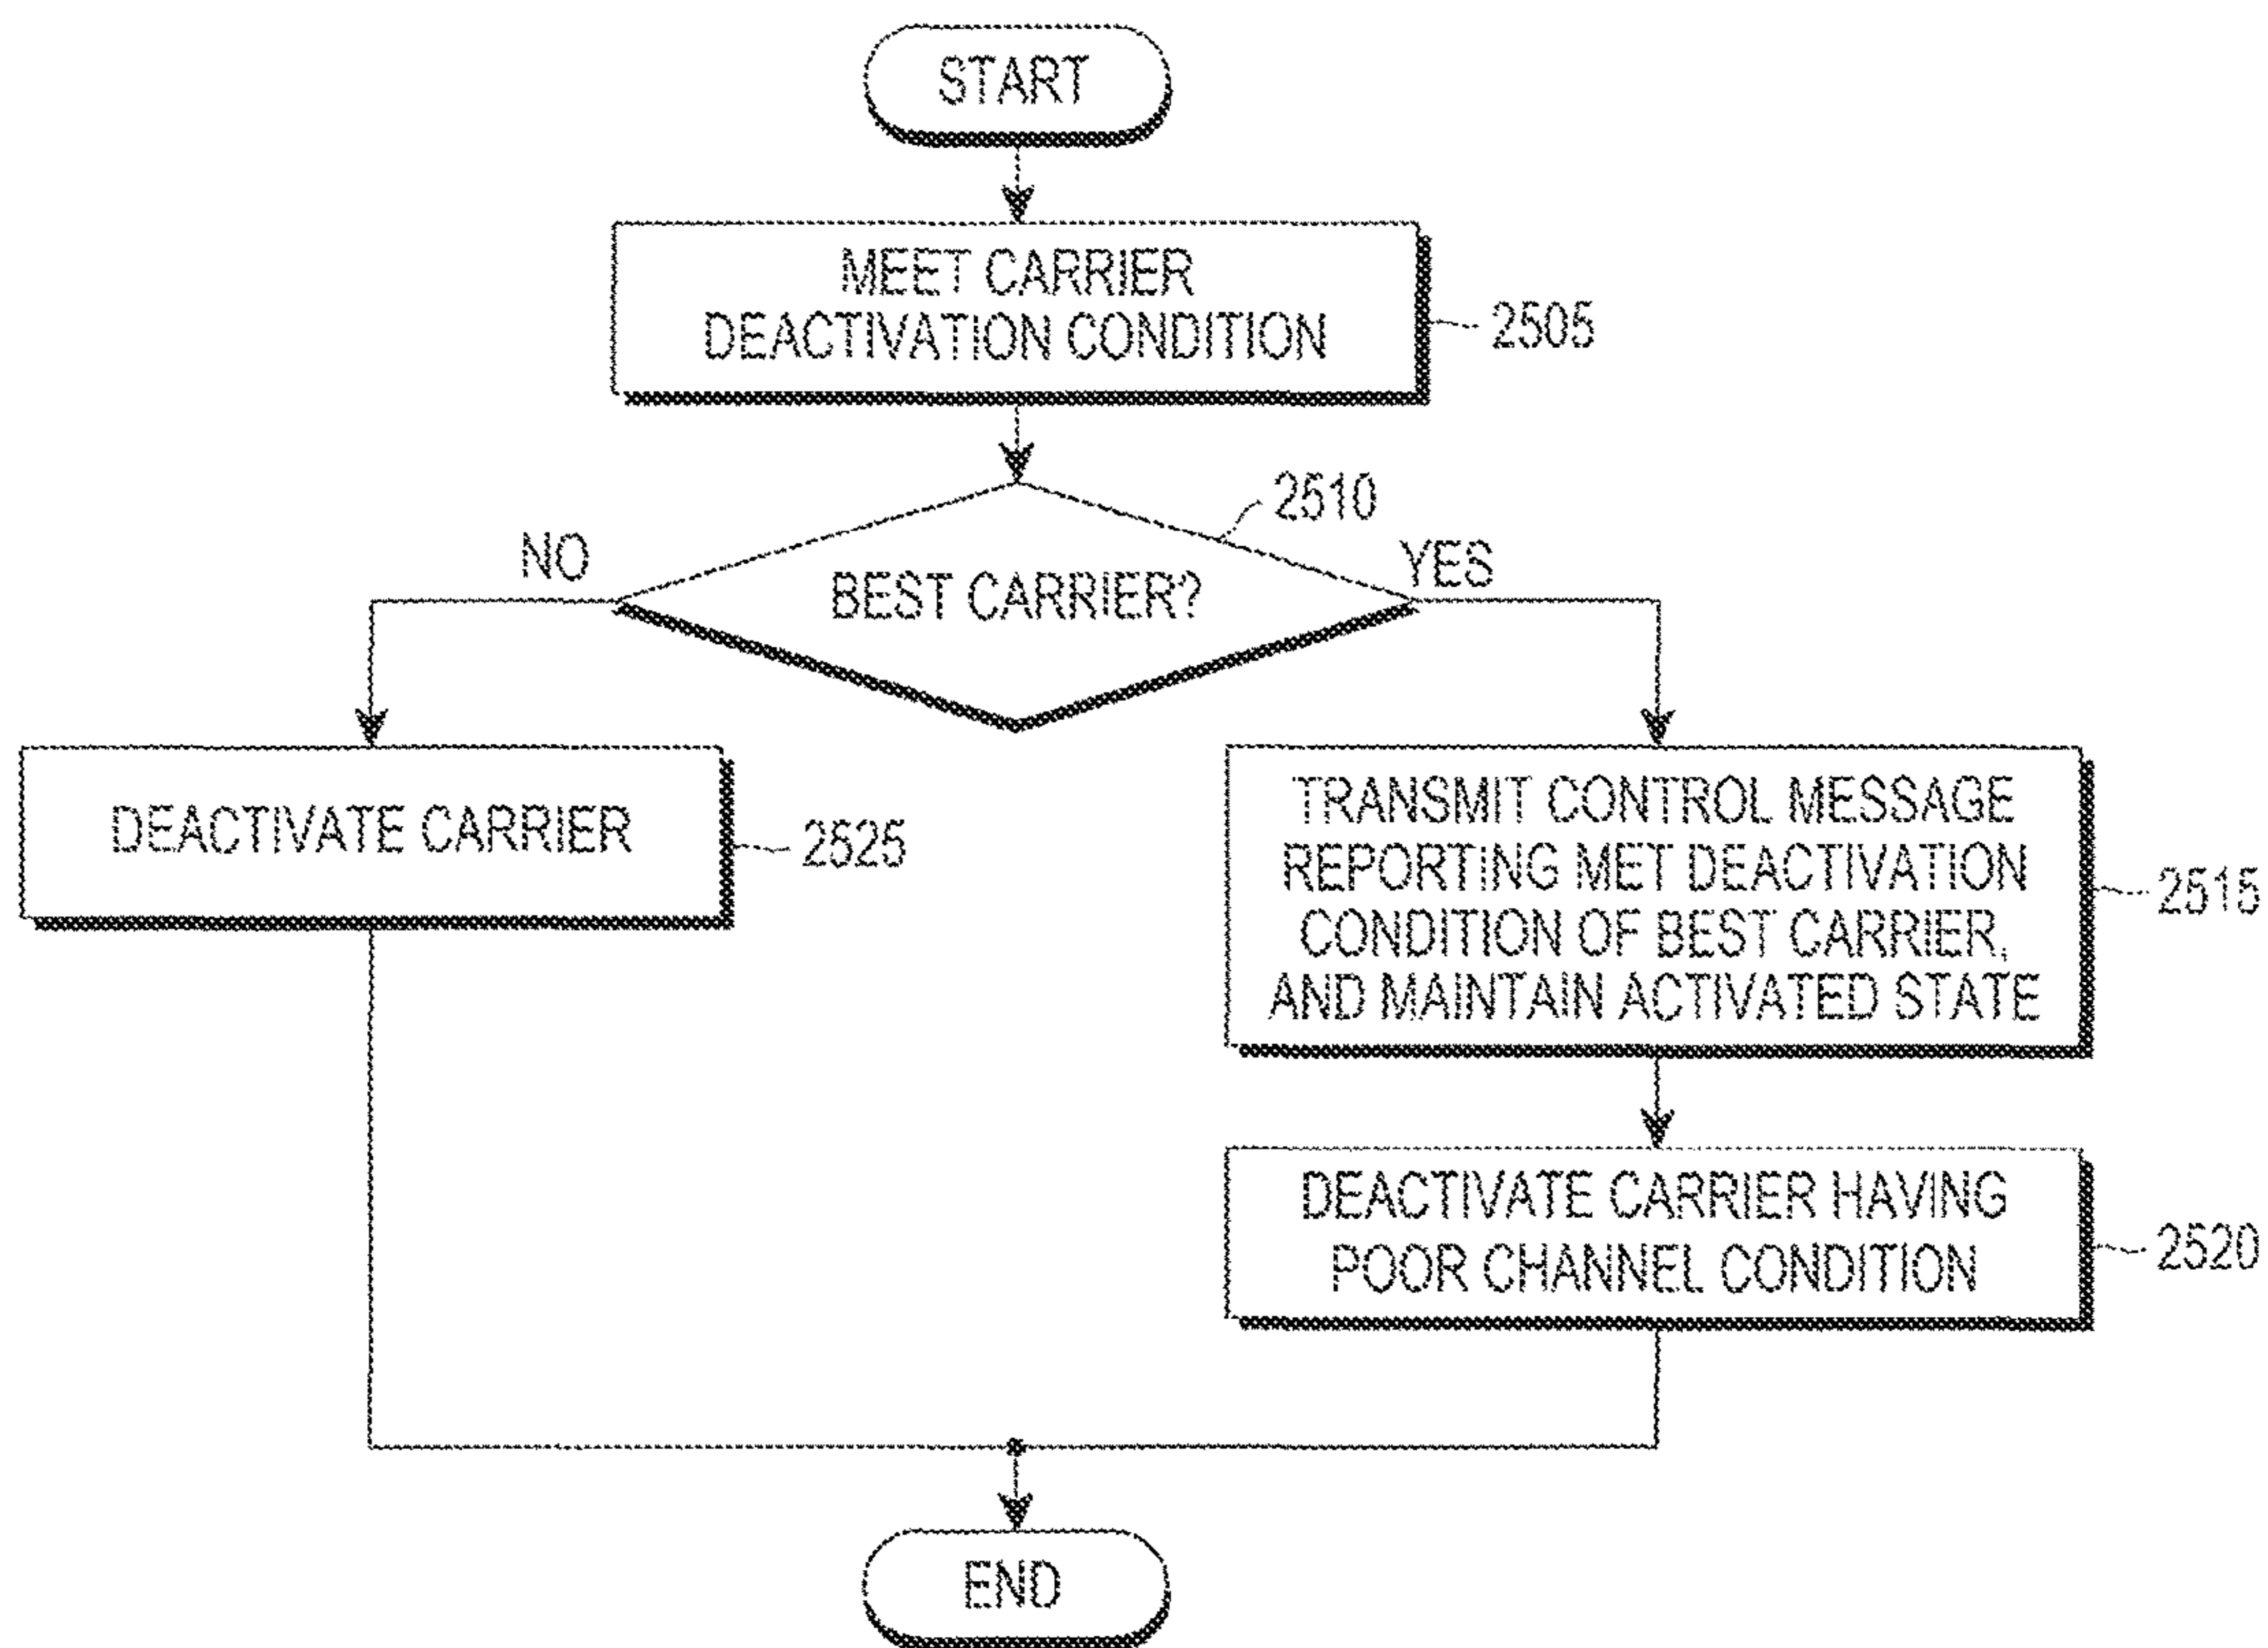 START
MEET CARRIER
DEACTIVATION CONDITION
2505
2510
NO
YES
BEST CARRIER?
DEACTIVATE CARRIER
2525
TRANSMIT CONTROL MESSAGE
REPORTING MET DEACTIVATION
CONDITION OF BEST CARRIER,
AND MAINTAIN ACTIVATED STATE
2515
DEACTIVATE CARRIER HAVING
POOR CHANNEL CONDITION
2520
END